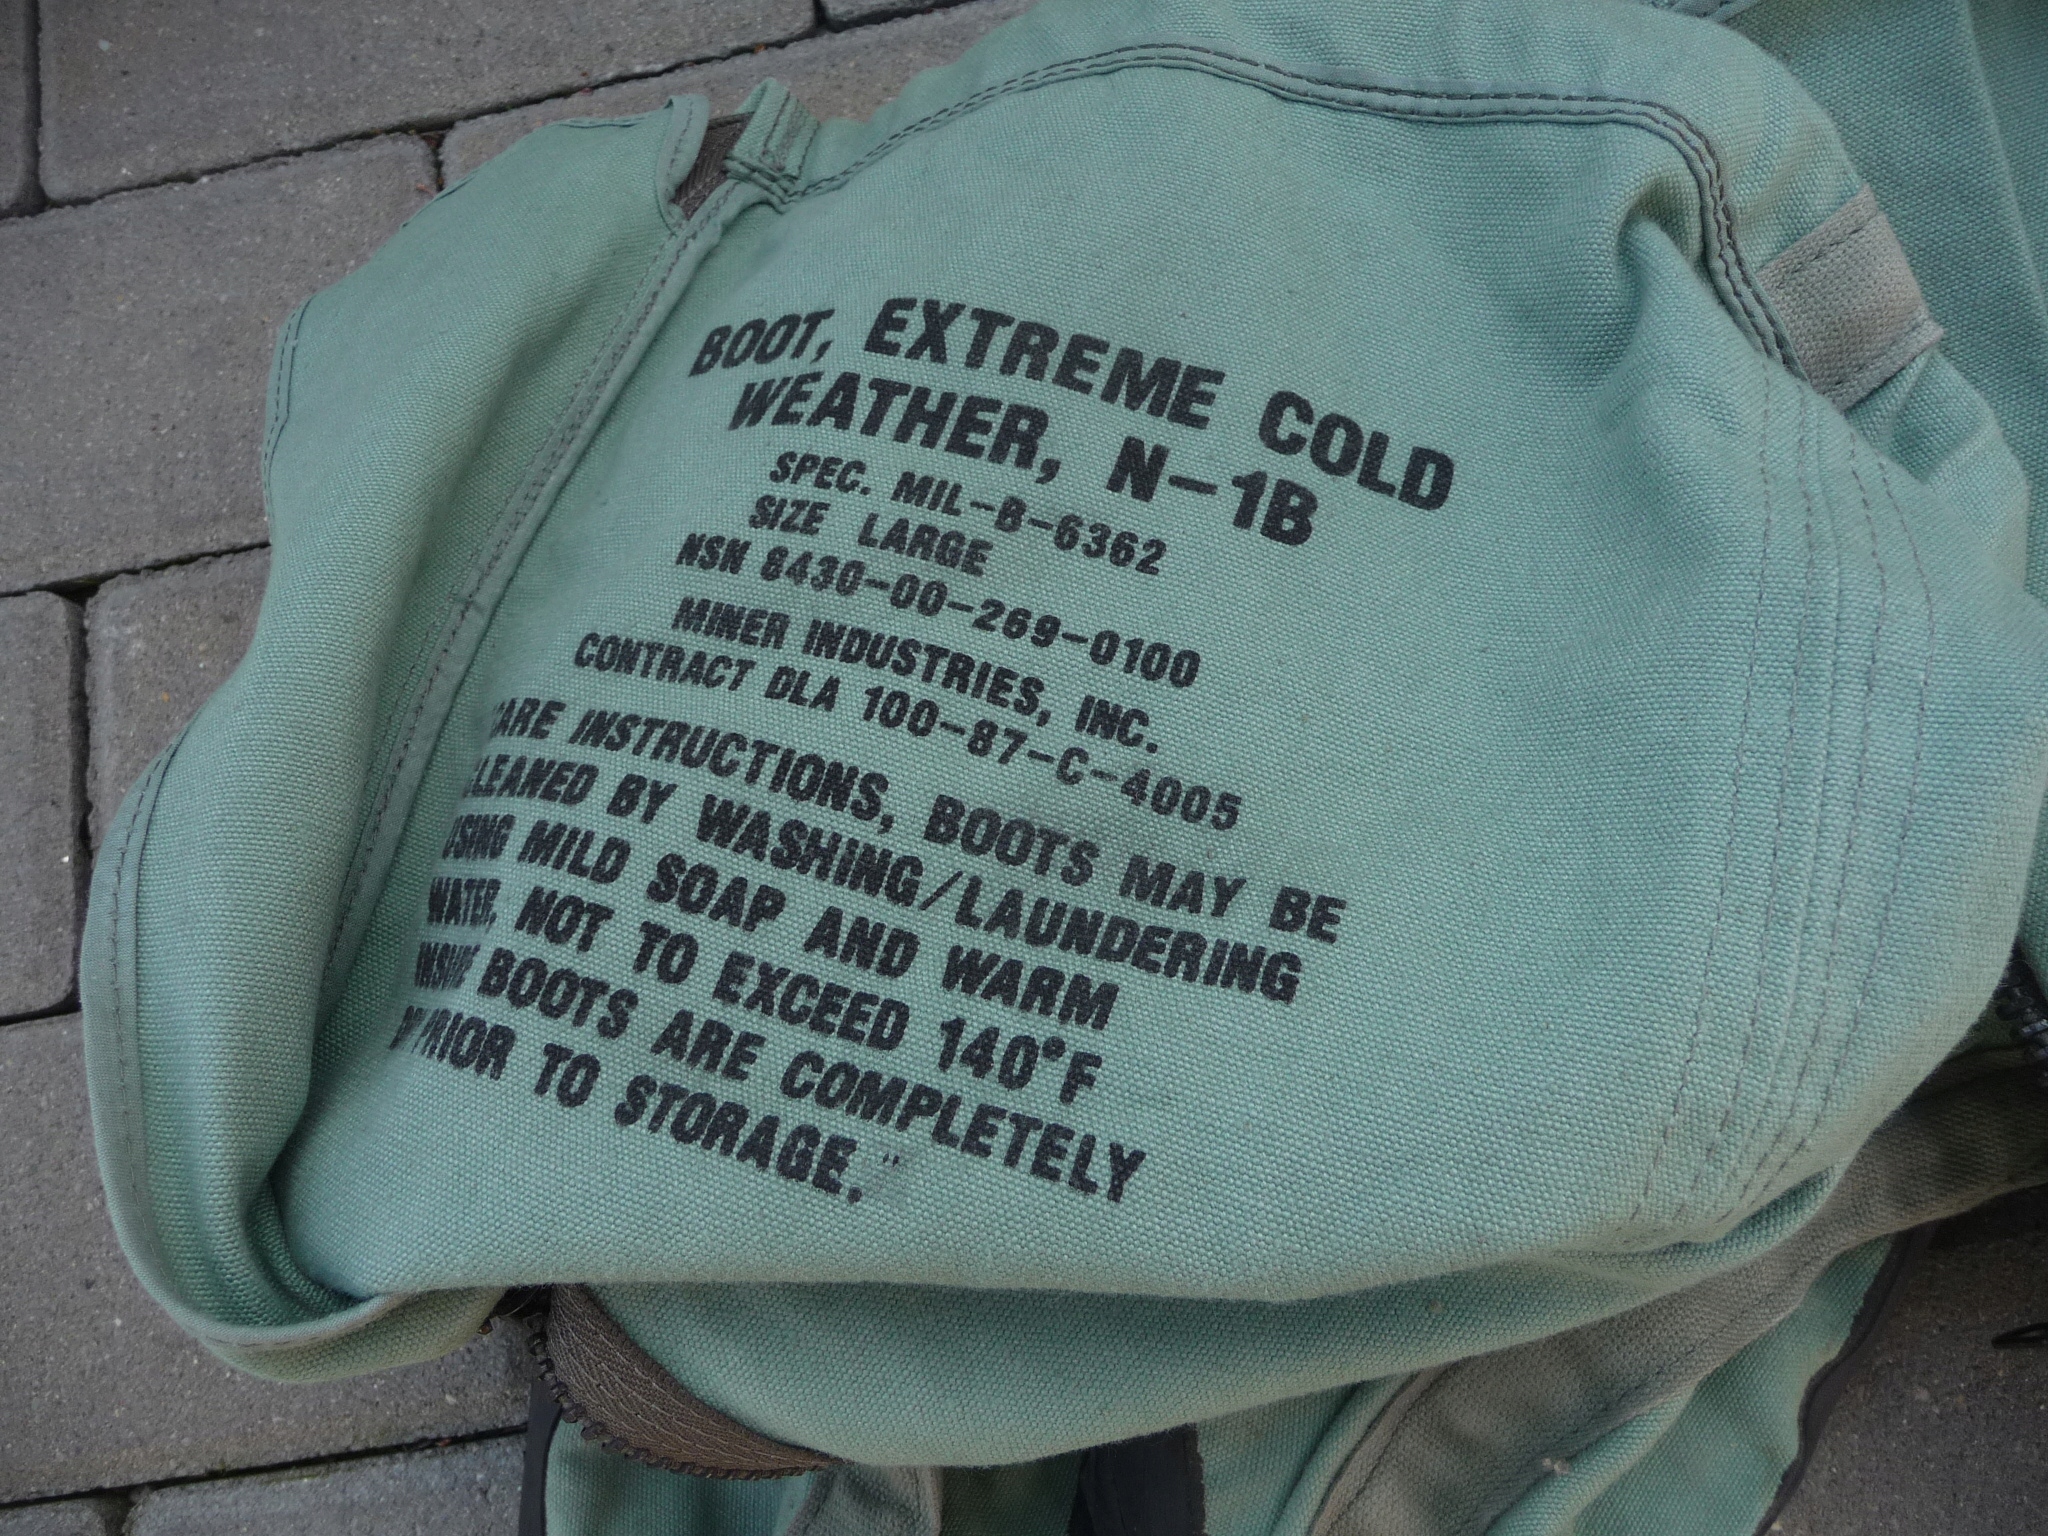 BOOT, EXTREME COLD
WEATHER, N-1B
SPEC. MIL-B-6362
SIZE LARGE
NSN 8430-00-269-0100
MINER INDUSTRIES, INC.
CONTRACT DLA 100-87-C-4005
CARE INSTRUCTIONS, BOOTS MAY BE
CLEANED BY WASHING/LAUNDERING
USING MILD SOAP AND WARM
WATER, NOT TO EXCEED 140°F
BOOTS ARE COMPLETELY
PRIOR TO STORAGE."